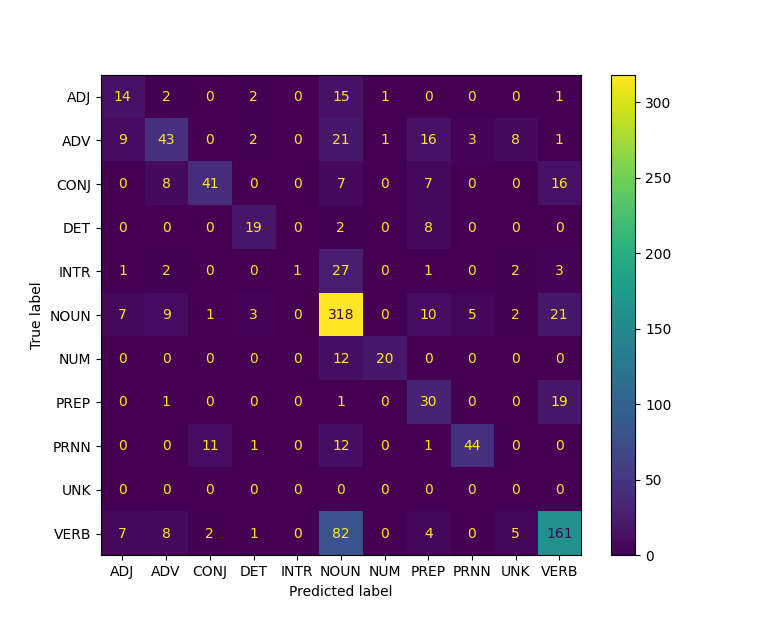 ADJ 14 2 0 2 0 15 1 0 0 0 1
ADV 9 43 0 2 0 21 1 16 3 8 1
CONJ 0 8 41 0 0 7 0 7 0 0 16
DET 0 0 0 19 0 2 0 8 0 0 0
INTR 1 2 0 0 1 27 0 1 0 2 3
NOUN 7 9 1 3 0 318 0 10 5 2 21
NUM 0 0 0 0 0 12 20 0 0 0 0
PREP 0 1 0 0 0 1 0 30 0 0 19
PRNN 0 0 11 1 0 12 0 1 44 0 0
UNK 0 0 0 0 0 0 0 0 0 0 0
VERB 7 8 2 1 0 82 0 4 0 5 161
ADJ ADV CONJ DET INTR NOUN NUM PREP PRNN UNK VERB
Predicted label
True label
300
250
200
150
100
50
0